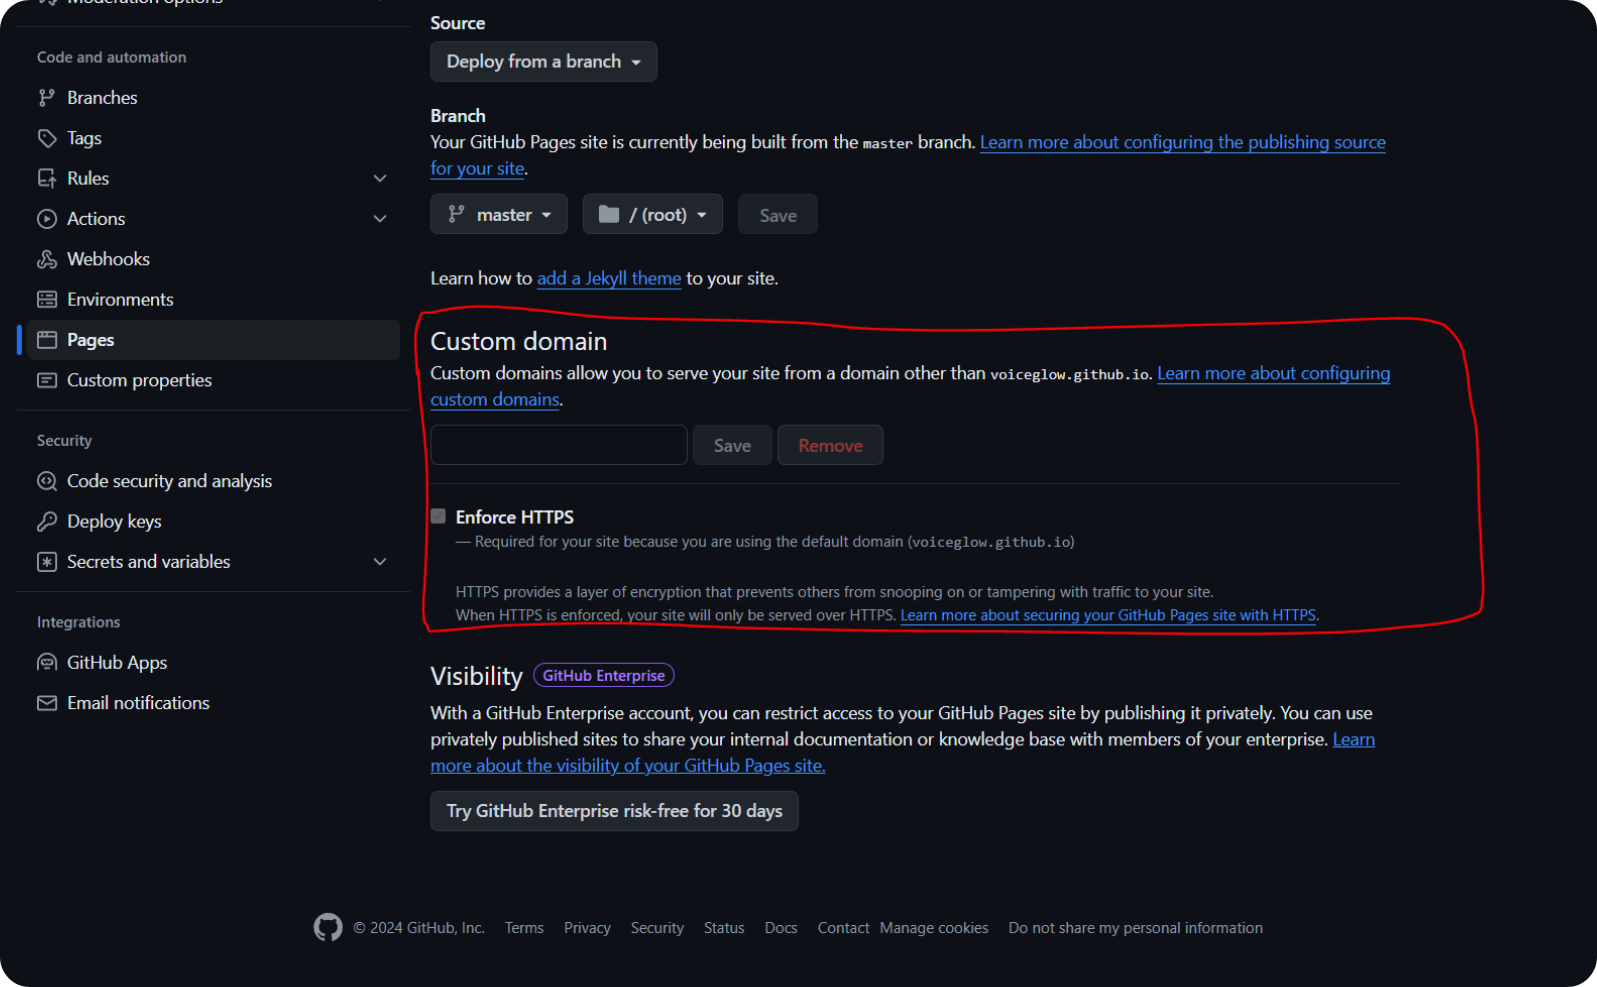 Moderation options
Source
Code and automation
Deploy from a branch
Branches
Branch
Your GitHub Pages site is currently being built from the master branch. Learn more about configuring the publishing source
for your site.
Tags
Rules
master
/ (root)
Save
Actions
Webhooks
Learn how to add a Jekyll theme to your site.
Environments
Pages
Custom domain
Custom domains allow you to serve your site from a domain other than voiceglow.github.io. Learn more about configuring
custom domains.
Custom properties
Security
Save
Remove
Code security and analysis
Deploy keys
Enforce HTTPS
— Required for your site because you are using the default domain (voiceglow.github.io)
Secrets and variables
HTTPS provides a layer of encryption that prevents others from snooping on or tampering with traffic to your site.
When HTTPS is enforced, your site will only be served over HTTPS. Learn more about securing your GitHub Pages site with HTTPS.
Integrations
GitHub Apps
Email notifications
Visibility
GitHub Enterprise
With a GitHub Enterprise account, you can restrict access to your GitHub Pages site by publishing it privately. You can use
privately published sites to share your internal documentation or knowledge base with members of your enterprise. Learn
more about the visibility of your GitHub Pages site.
Try GitHub Enterprise risk-free for 30 days
© 2024 GitHub, Inc. Terms Privacy Security Status Docs Contact Manage cookies Do not share my personal information